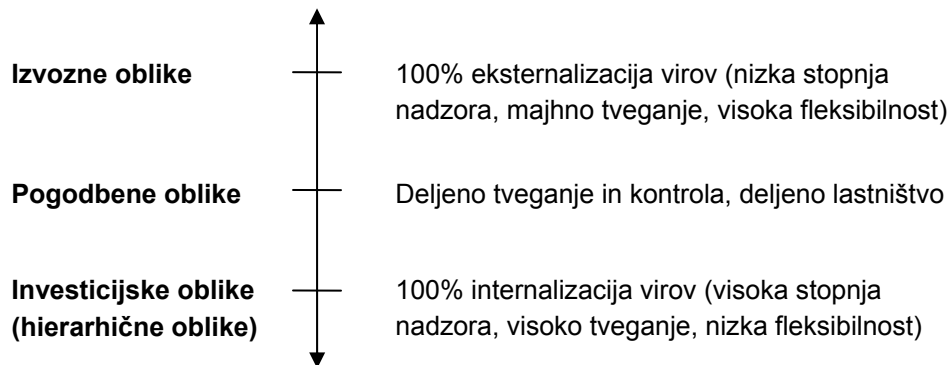 Izvozne oblike
100% eksternalizacija virov (nizka stopnja
nadzora, majhno tveganje, visoka fleksibilnost)
Pogodbene oblike
Deljeno tveganje in kontrola, deljeno lastništvo
Investicijske oblike
(hierarhične oblike)
100% internalizacija virov (visoka stopnja
nadzora, visoko tveganje, nizka fleksibilnost)